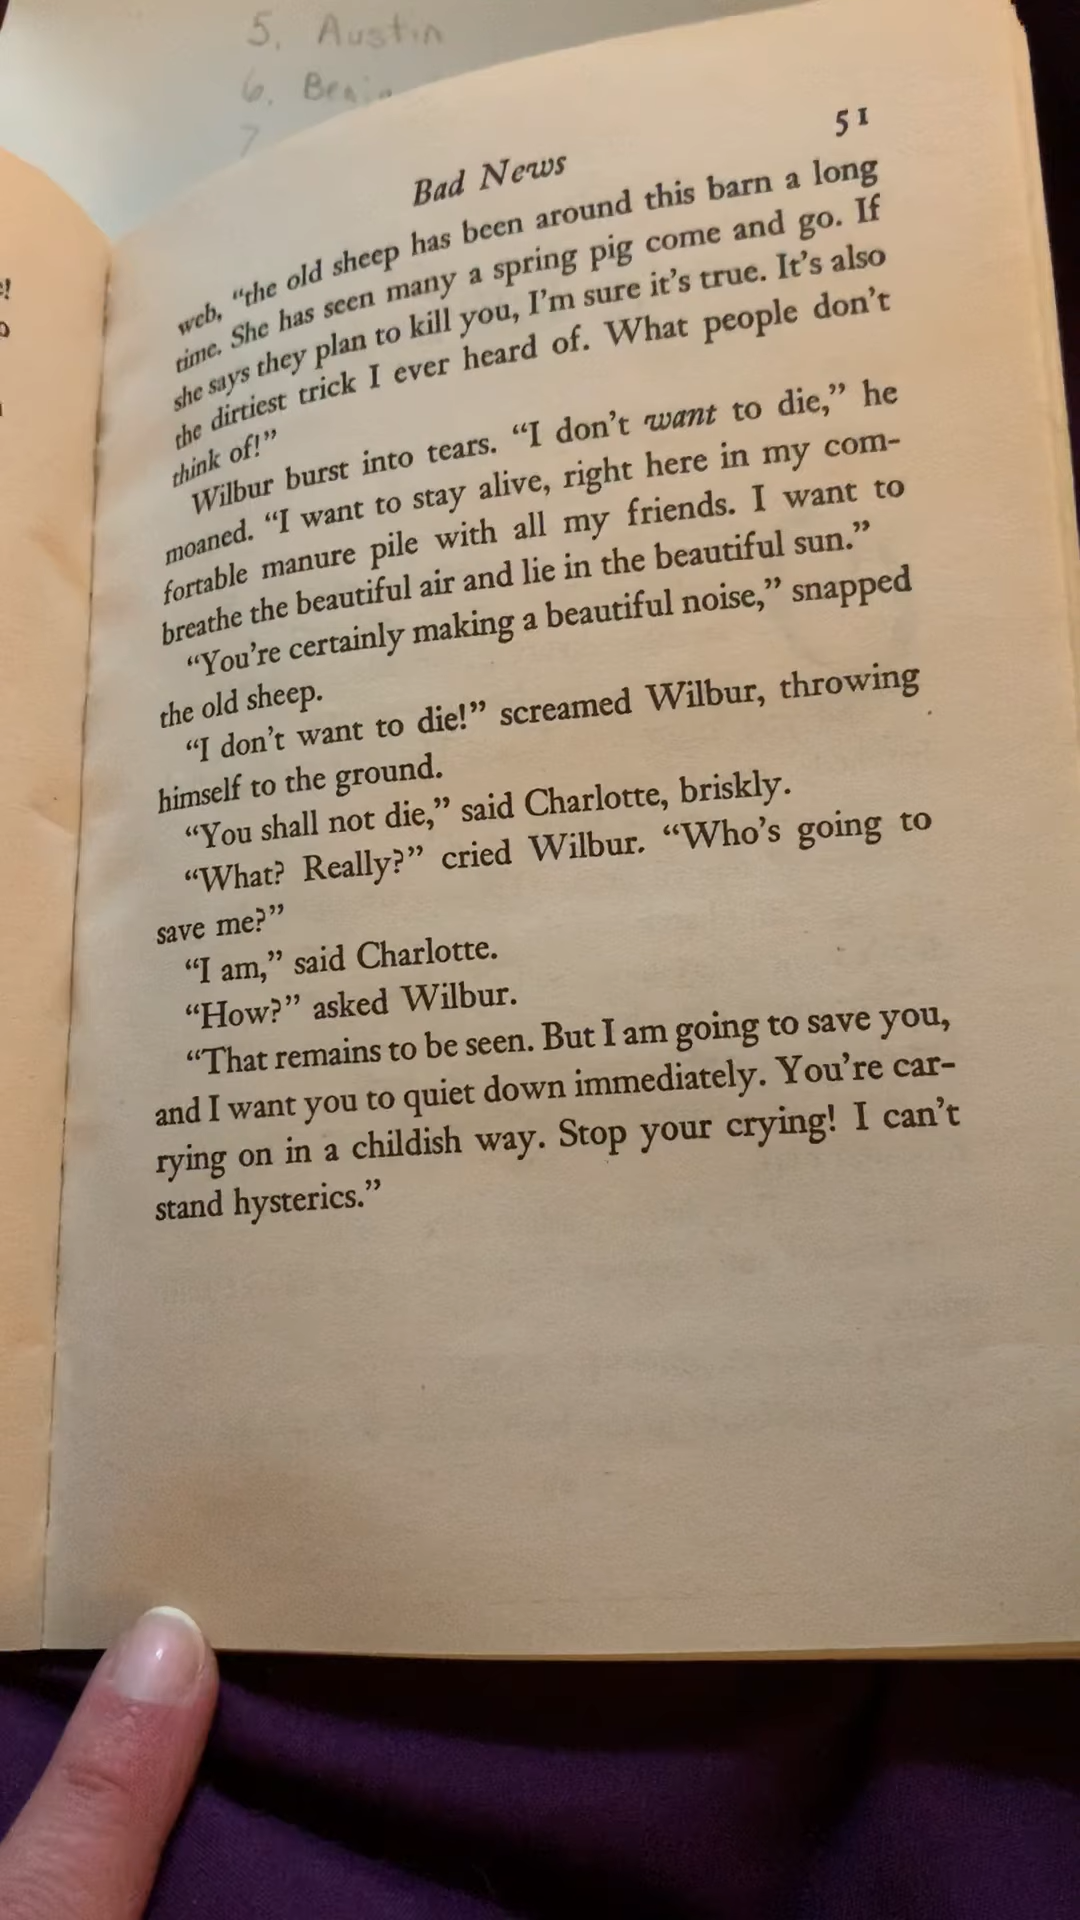 5. Austin
6.
7
51
Bad News
web, “the old sheep has been around this barn a long
time. She has seen many a spring pig come and go. If
she says they plan to kill you, I’m sure it’s true. It’s also
the dirtiest trick I ever heard of. What people don’t
think of!”
Wilbur burst into tears. “I don’t want to die,” he
moaned. “I want to stay alive, right here in my com-
fortable manure pile with all my friends. I want to
breathe the beautiful air and lie in the beautiful sun.”
“You’re certainly making a beautiful noise,” snapped
the old sheep.
“I don’t want to die!” screamed Wilbur, throwing
himself to the ground.
“You shall not die,” said Charlotte, briskly.
“What? Really?” cried Wilbur. “Who’s going to
save me?”
“I am,” said Charlotte.
“How?” asked Wilbur.
“That remains to be seen. But I am going to save you,
and I want you to quiet down immediately. You’re car-
rying on in a childish way. Stop your crying! I can’t
stand hysterics.”